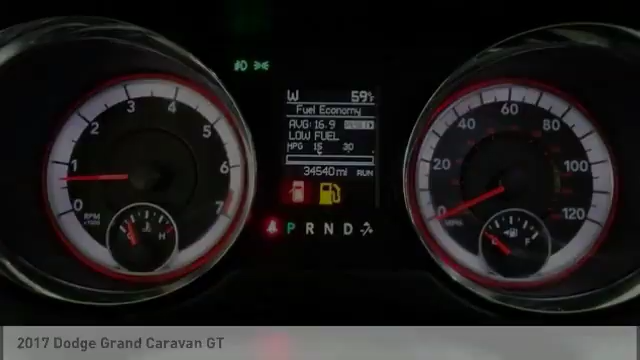 W 59°F
Fuel Economy
AVG: 16.9
LOW FUEL
MPG 15 30
34540 mi RUN
0 1 2 3 4 5 6 7
RPM
C H
P R N D
0 20 40 60 80 100 120
MPH
F
2017 Dodge Grand Caravan GT